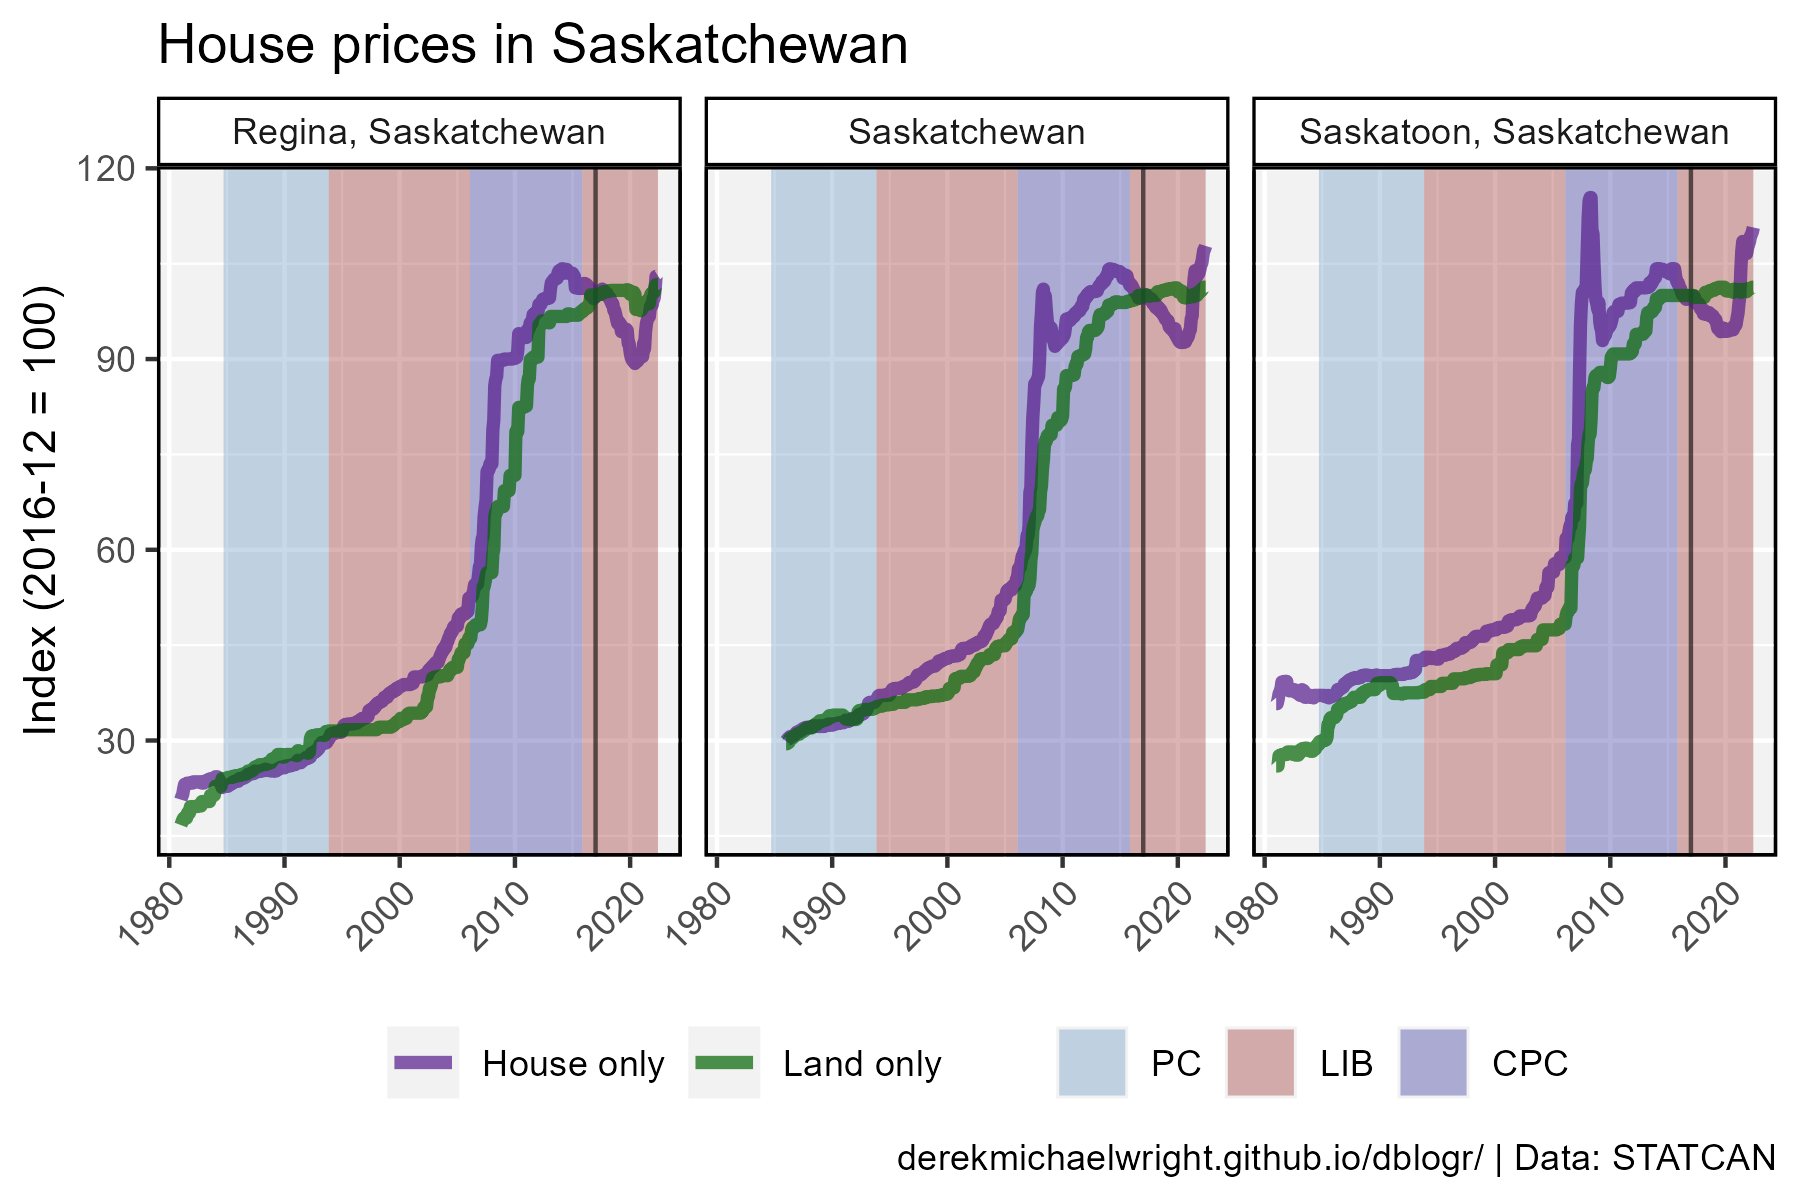 House prices in Saskatchewan
Regina, Saskatchewan
Saskatchewan
Saskatoon, Saskatchewan
Index (2016-12 = 100)
120
90
60
30
1980 1990 2000 2010 2020
1980 1990 2000 2010 2020
1980 1990 2000 2010 2020
House only Land only PC LIB CPC
derekmichaelwright.github.io/dblogr/ | Data: STATCAN